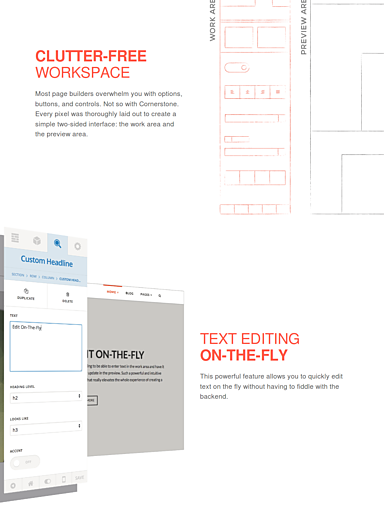 WORK ARE
PREVIEW ARE
CLUTTER-FREE
WORKSPACE
Most page builders overwhelm you with options,
buttons, and controls. Not so with Cornerstone.
Every pixel was thoroughly laid out to create a
simple two-sided interface: the work area and
the preview area.
Custom Headline
DUPLICATE
DELETE
TEXT
Edit On-The-Fly|
HEADING LEVEL
h2
LOOKS LIKE
h3
ACCENT
HOME
BLOG
PAGES
IT ON-THE-FLY
TEXT EDITING
ON-THE-FLY
This powerful feature allows you to quickly edit
text on the fly without having to fiddle with the
backend.